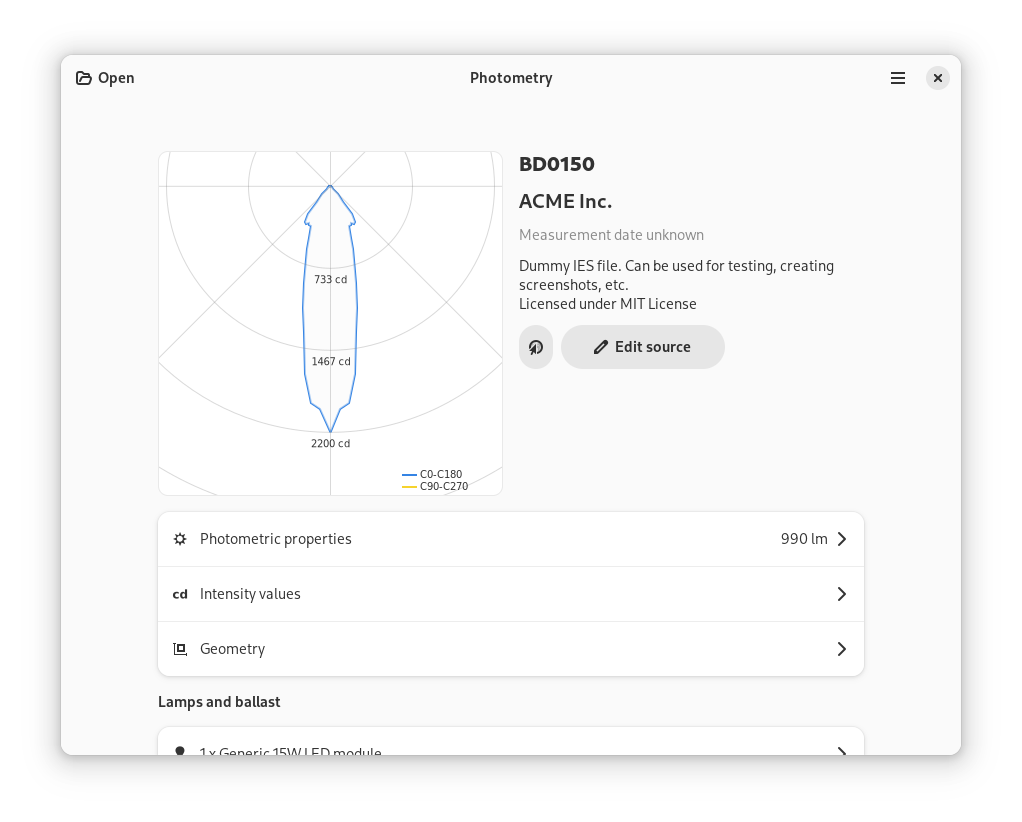 Open
Photometry
733 cd
1467 cd
2200 cd
C0-C180
C90-C270
BD0150
ACME Inc.
Measurement date unknown
Dummy IES file. Can be used for testing, creating
screenshots, etc.
Licensed under MIT License
Edit source
Photometric properties 990 lm
cd Intensity values
Geometry
Lamps and ballast
1 x Generic 15W LED module